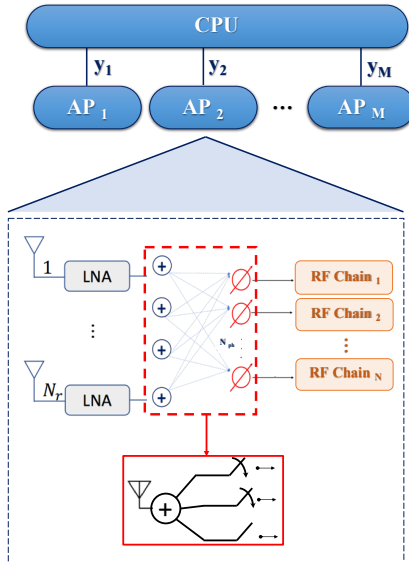 CPU
y1 y2 yM
AP 1 AP 2 ... AP M
1 LNA
RF Chain 1
RF Chain 2
...
N ph
...
RF Chain N
Nr LNA